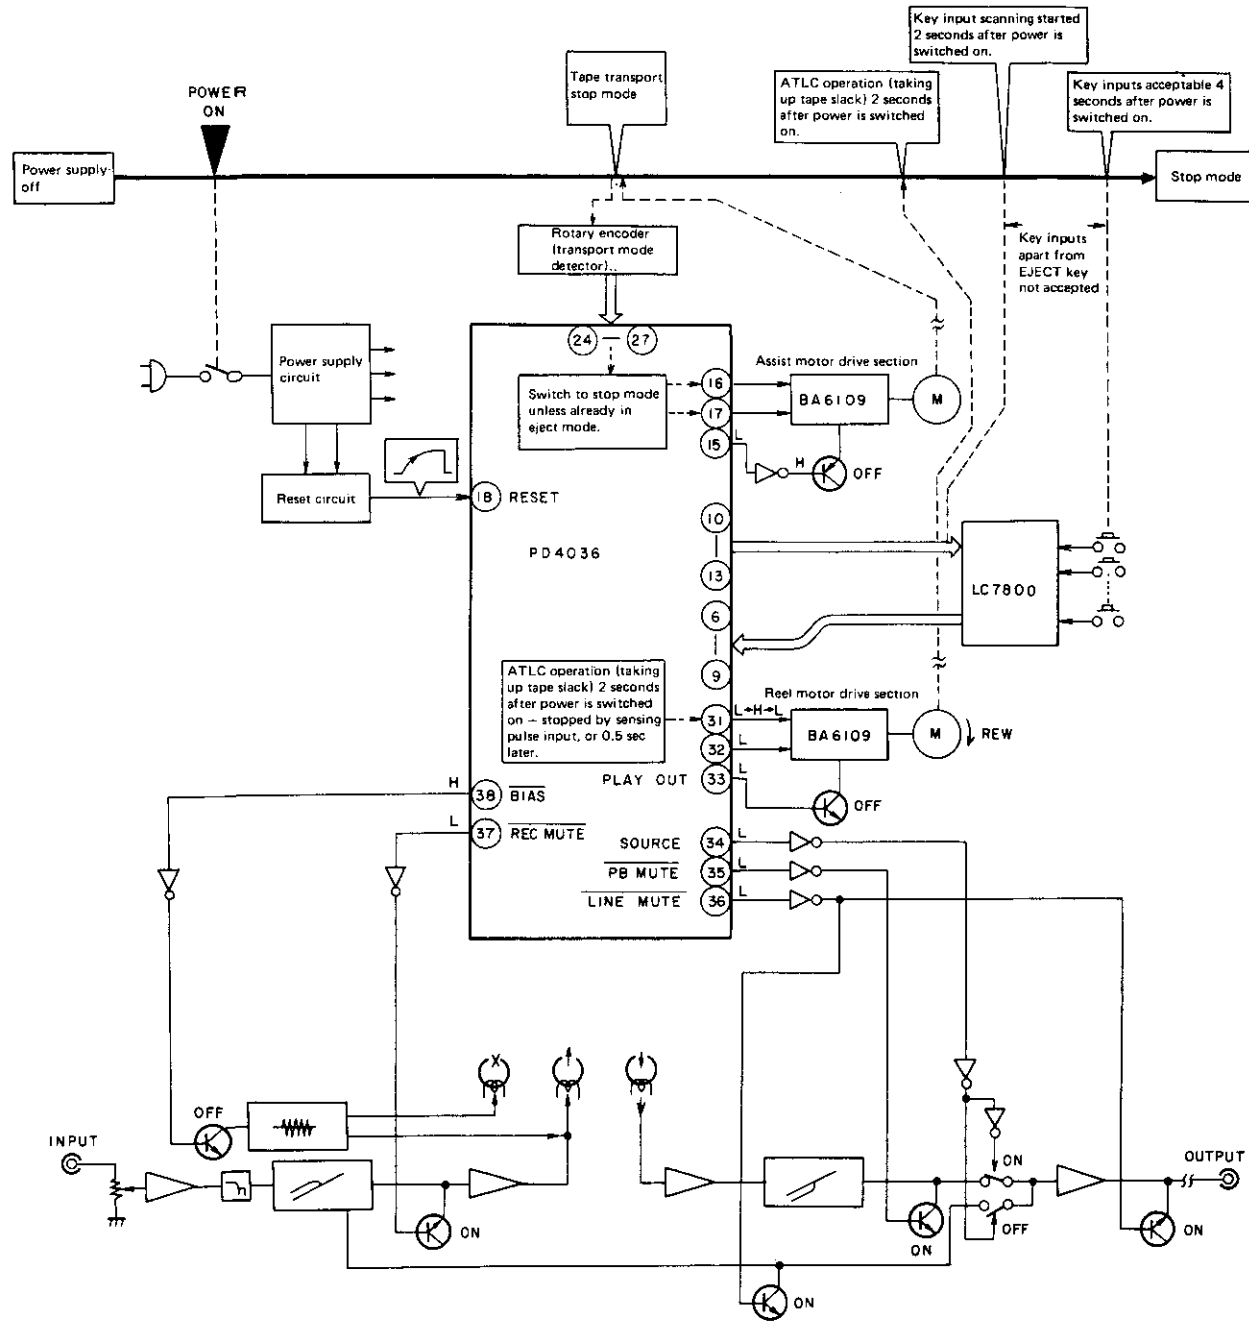 Key input scanning started
2 seconds after power is
switched on.
Tape transport
stop mode
ATLC operation (taking
up tape slack) 2 seconds
after power is switched
on.
Key inputs acceptable 4
seconds after power is
switched on.
POWER
ON
Power supply-
off
Stop mode
Rotary encoder
(transport mode
detector)..
Key inputs
apart from
EJECT key
not accepted
24 — 27
Power supply
circuit
Switch to stop mode
unless already in
eject mode.
16
17
15
L
H
OFF
Assist motor drive section
BA6109
M
Reset circuit
18 RESET
PD4036
10
13
6
9
LC7800
ATLC operation (taking
up tape slack) 2 seconds
after power is switched
on — stopped by sensing
pulse input, or 0.5 sec
later.
31
L H L
32
L
PLAY OUT 33
L
Reel motor drive section
BA6109
M
REW
OFF
H
38 BIAS
L
37 REC MUTE
SOURCE 34 L
PB MUTE 35 L
LINE MUTE 36 L
X
OFF
INPUT
ON
ON
OFF
ON
OUTPUT
ON
ON